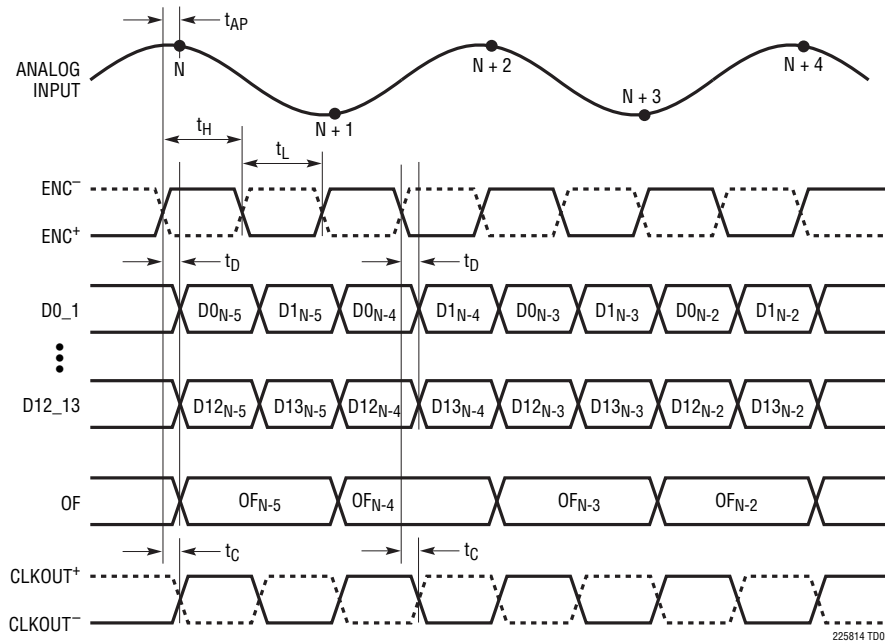 tAP
ANALOG
INPUT
N
N + 1
N + 2
N + 3
N + 4
tH
tL
ENC–
ENC+
tD
tD
D0_1
D0N-5 D1N-5 D0N-4 D1N-4 D0N-3 D1N-3 D0N-2 D1N-2
D12_13
D12N-5 D13N-5 D12N-4 D13N-4 D12N-3 D13N-3 D12N-2 D13N-2
OF
OFN-5 OFN-4 OFN-3 OFN-2
tC
tC
CLKOUT+
CLKOUT–
225814 TD0